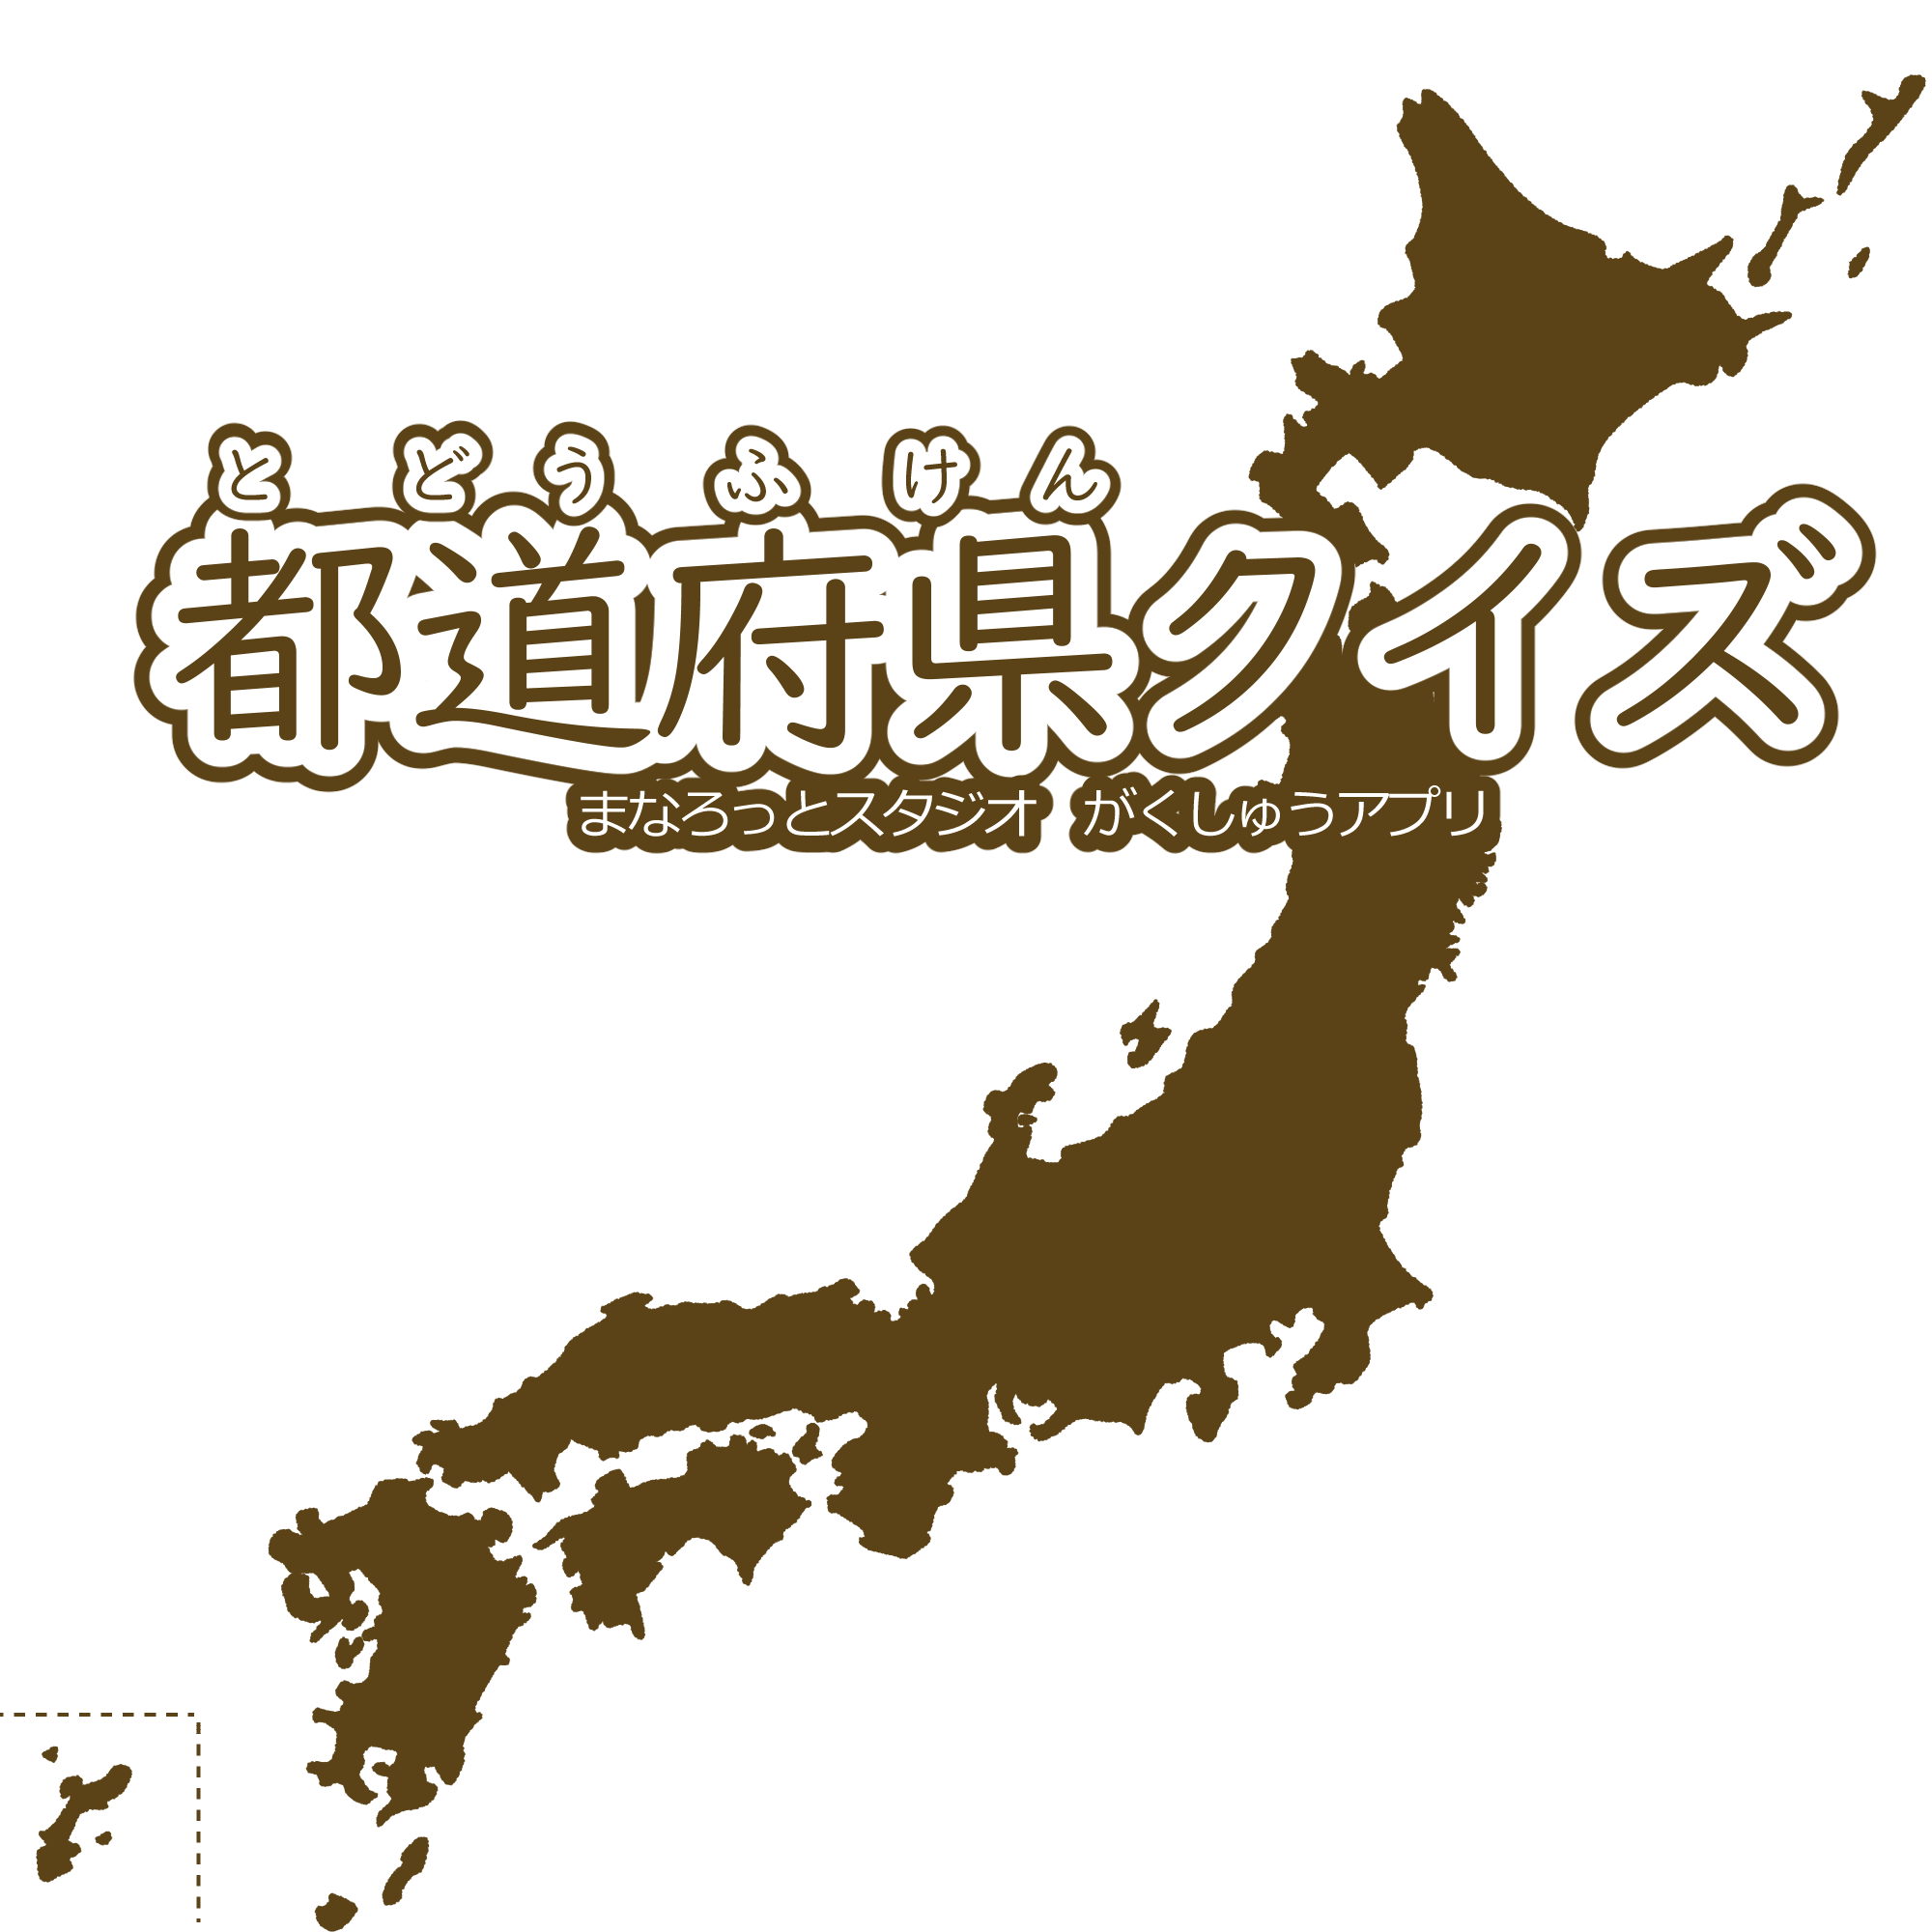 とどうふけん
都道府県クイズ
まなろっとスタジオ がくしゅうアプリ